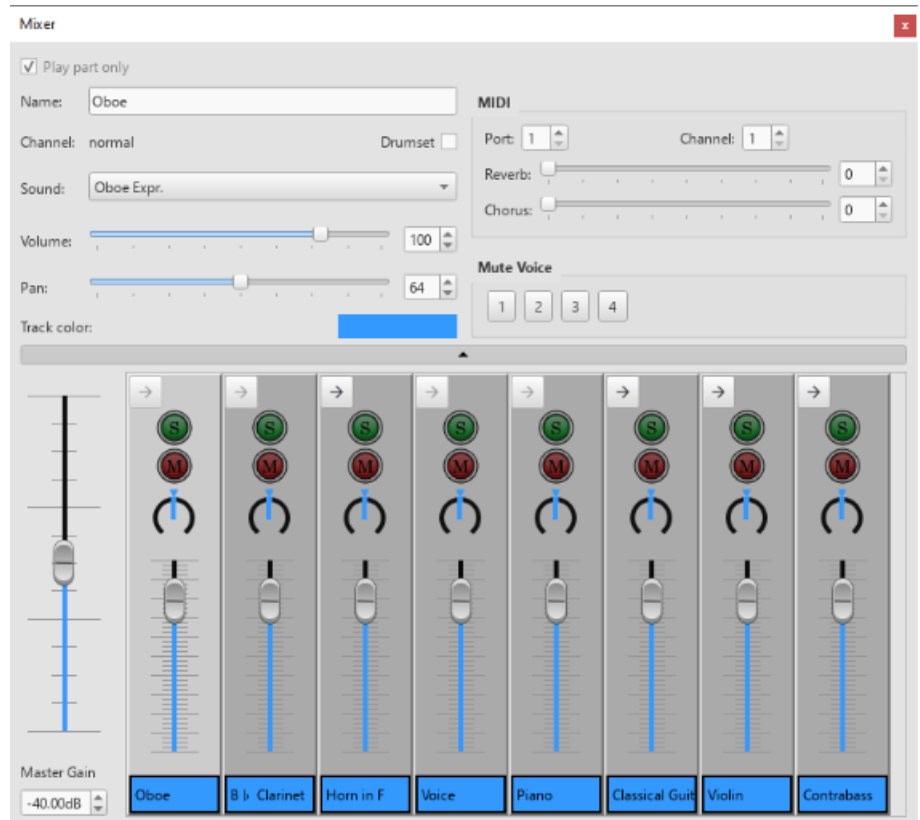 Mixer
x
Play part only
Name: Oboe
Channel: normal Drumset
Sound: Oboe Expr.
Volume: 100
Pan: 64
Track color:
MIDI
Port: 1 Channel: 1
Reverb: 0
Chorus: 0
Mute Voice
1 2 3 4
S S S S S S S S
M M M M M M M M
Master Gain
-40.00dB
Oboe B♭ Clarinet Horn in F Voice Piano Classical Guit Violin Contrabass